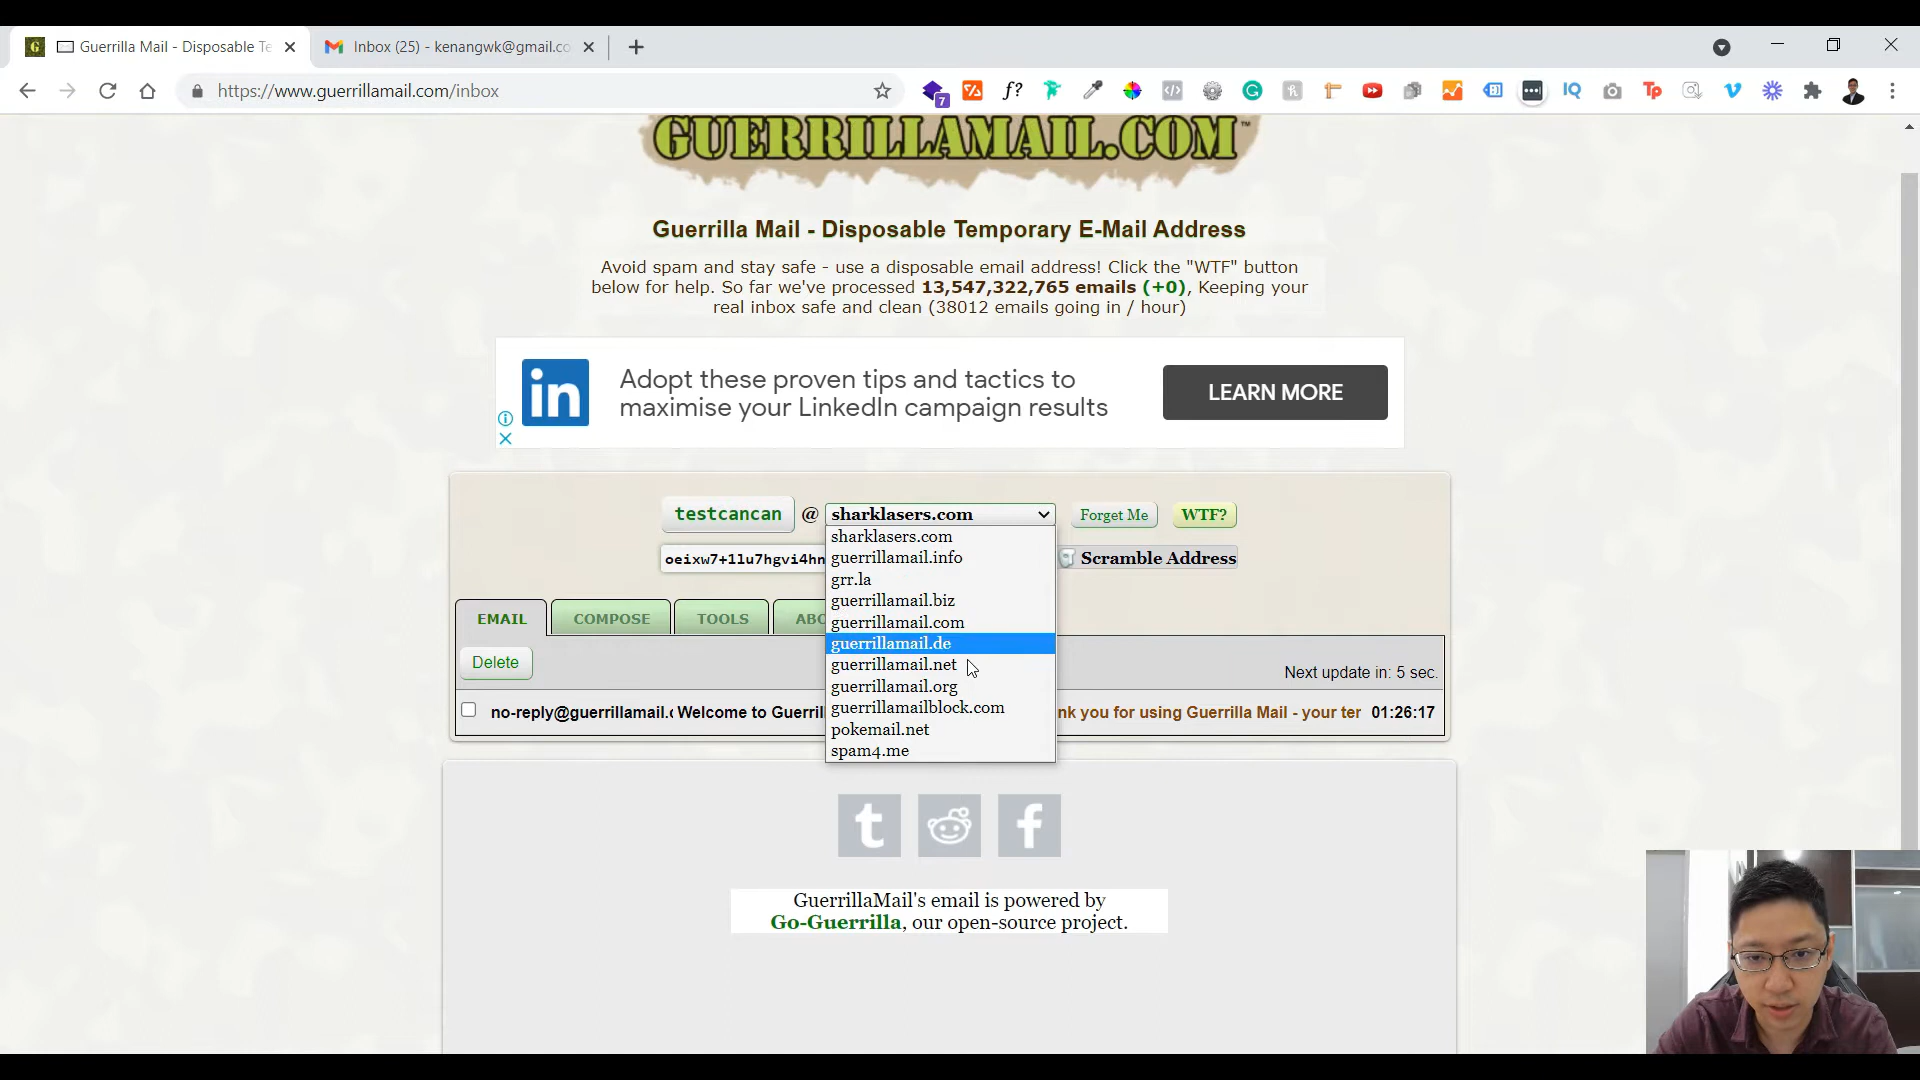 Guerrilla Mail - Disposable Te
Inbox (25) - kenangwk@gmail.co
https://www.guerrillamail.com/inbox
7
f?
IQ
Tp
GUERRILLAMAIL.COM™
Guerrilla Mail - Disposable Temporary E-Mail Address
Avoid spam and stay safe - use a disposable email address! Click the "WTF" button
below for help. So far we've processed 13,547,322,765 emails (+0), Keeping your
real inbox safe and clean (38012 emails going in / hour)
in
Adopt these proven tips and tactics to
maximise your LinkedIn campaign results
LEARN MORE
testcancan @ sharklasers.com Forget Me WTF?
oeixw7+1lu7hgvi4hn
Scramble Address
sharklasers.com
guerrillamail.info
grr.la
guerrillamail.biz
guerrillamail.com
guerrillamail.de
guerrillamail.net
guerrillamail.org
guerrillamailblock.com
pokemail.net
spam4.me
EMAIL COMPOSE TOOLS ABO
Delete
Next update in: 5 sec.
no-reply@guerrillamail.c Welcome to Guerril
nk you for using Guerrilla Mail - your ter 01:26:17
GuerrillaMail's email is powered by
Go-Guerrilla, our open-source project.